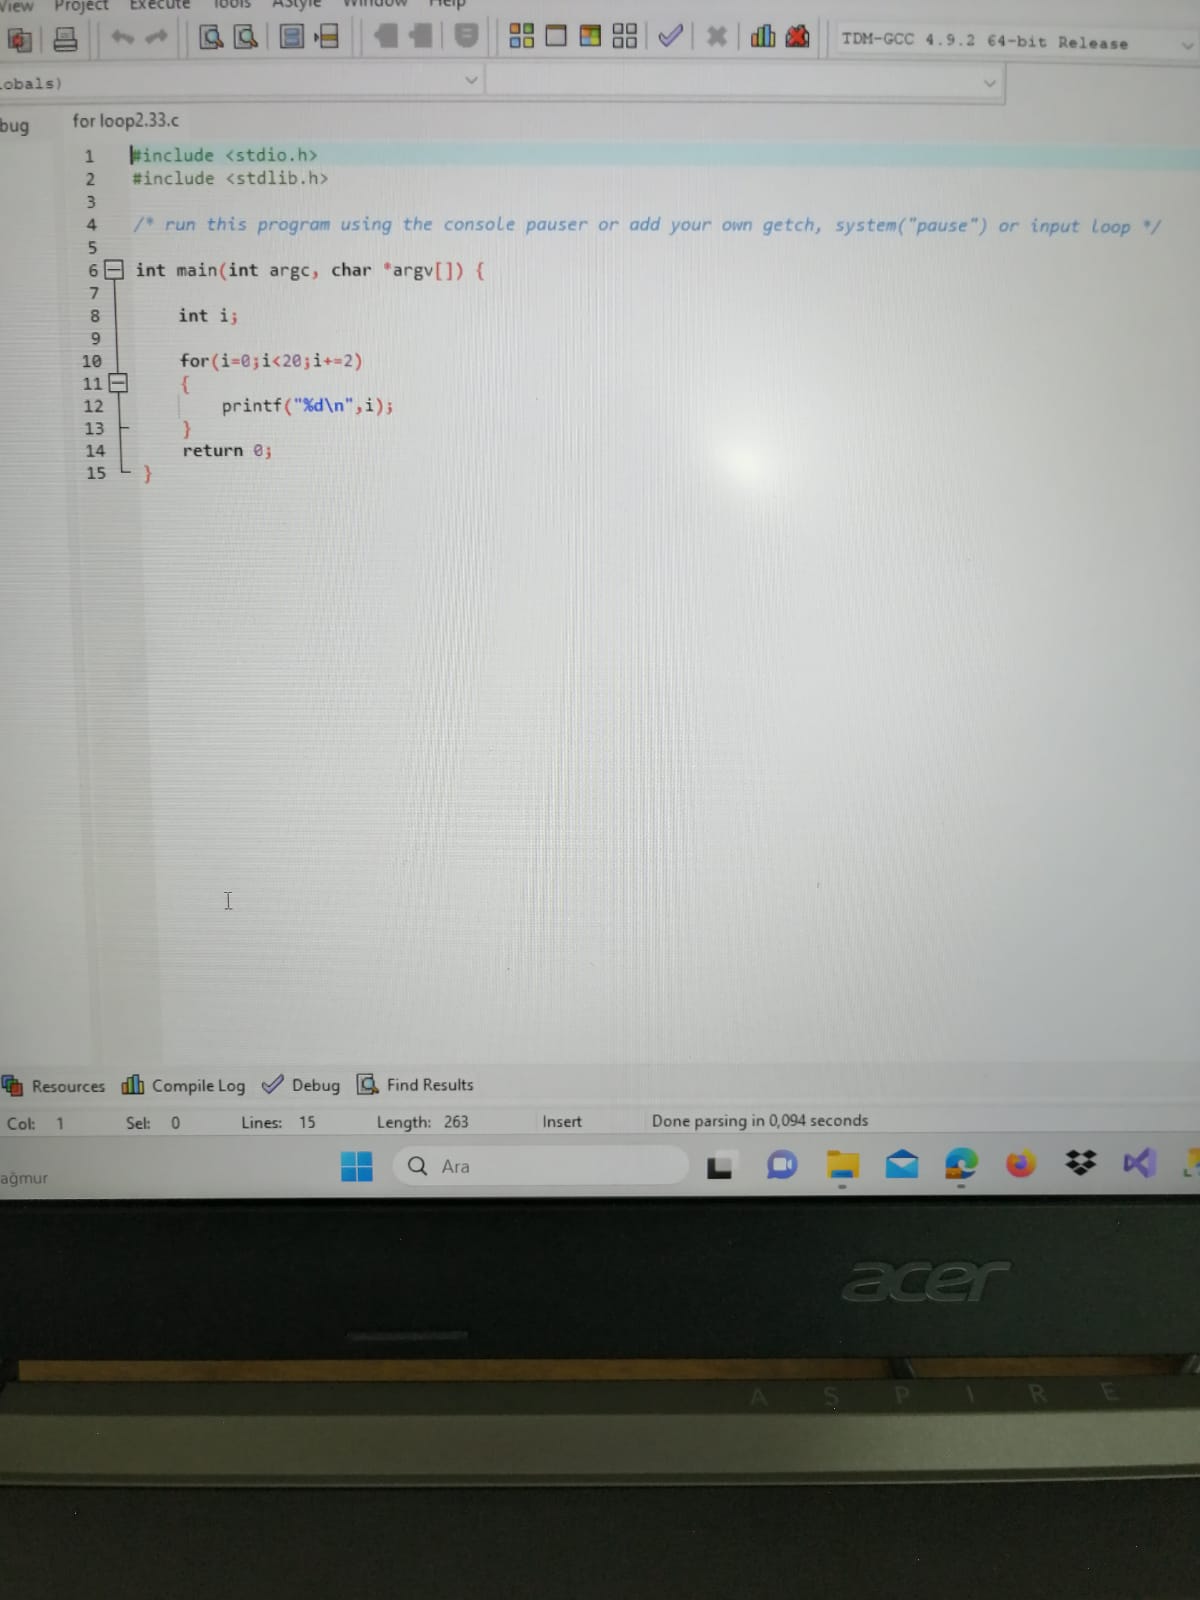 View Project Execute Tools AStyle Window Help
TDM-GCC 4.9.2 64-bit Release
obals)
bug for loop2.33.c
1 #include <stdio.h>
2 #include <stdlib.h>
3
4 /* run this program using the console pauser or add your own getch, system("pause") or input loop */
5
6 int main(int argc, char *argv[]) {
7
8 int i;
9
10 for(i=0;i<20;i+=2)
11 {
12 printf("%d\n",i);
13 }
14 return 0;
15 }
Resources Compile Log Debug Find Results
Col: 1 Sel: 0 Lines: 15 Length: 263 Insert Done parsing in 0,094 seconds
ağmur Ara
acer
ASPIRE